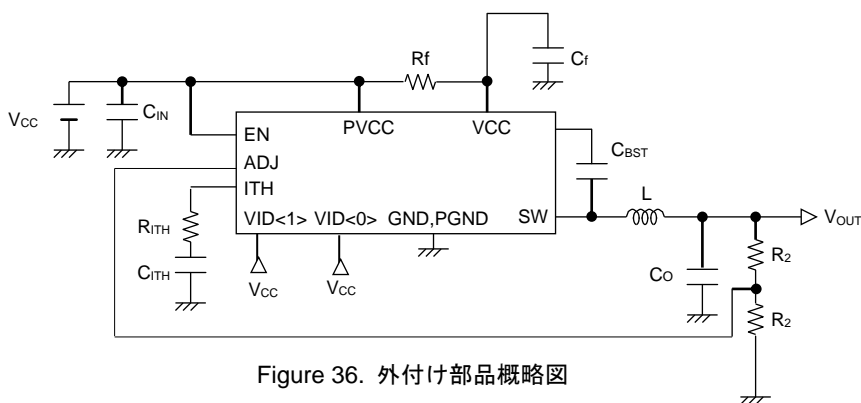 Rf
Cf
VCC
CIN
EN
PVCC
VCC
ADJ
ITH
CBST
L
VOUT
RITH
VID<1>
VID<0>
GND,PGND
SW
R2
CITH
VCC
VCC
CO
R2
Figure 36. 外付け部品概略図